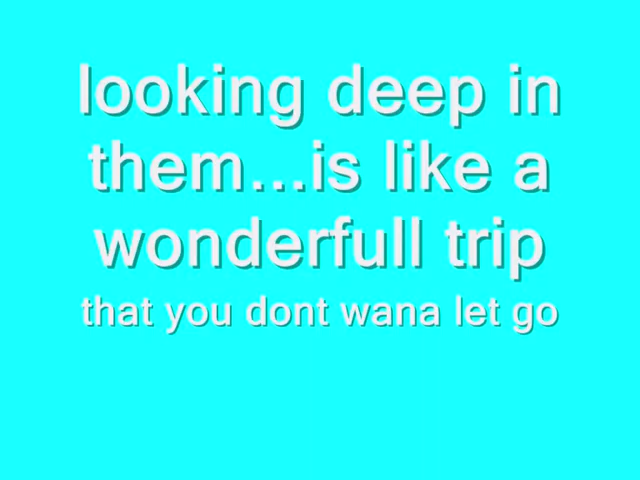 looking deep in
them...is like a
wonderfull trip
that you dont wana let go